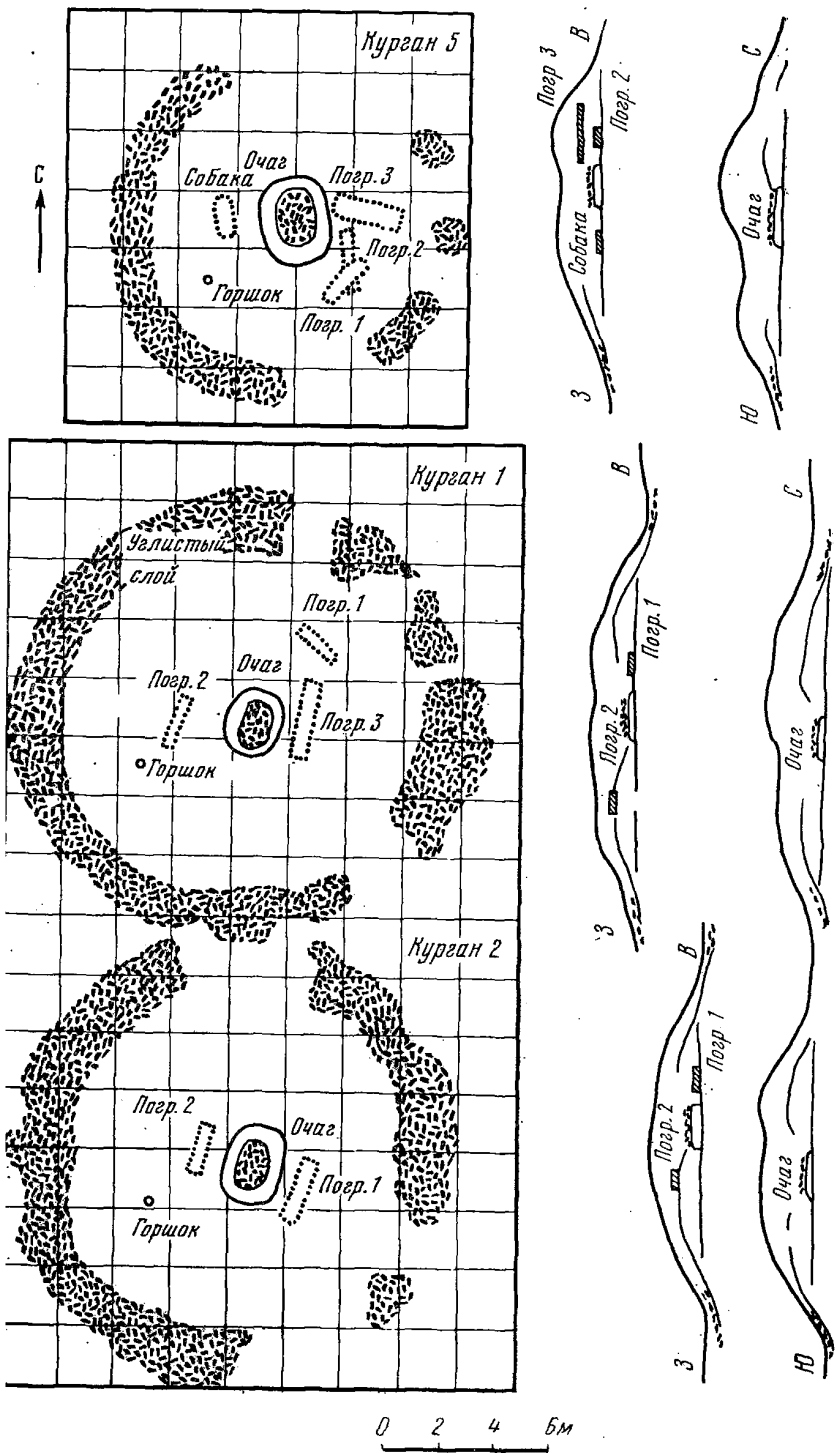 Курган 5
С
Собака
Очаг
Погр. 3
Погр. 2
Горшок
Погр. 1
В
Погр 3
Погр. 2
Собака
З
С
Очаг
Ю
Курган 1
Углистый
слой
Погр. 1
Погр. 2
Очаг
Погр. 3
Горшок
В
Погр. 1
Погр. 2
З
С
Очаг
Курган 2
Погр. 2
Очаг
Погр. 1
Горшок
В
Погр 1
Погр. 2
З
Очаг
Ю
0 2 4 6м